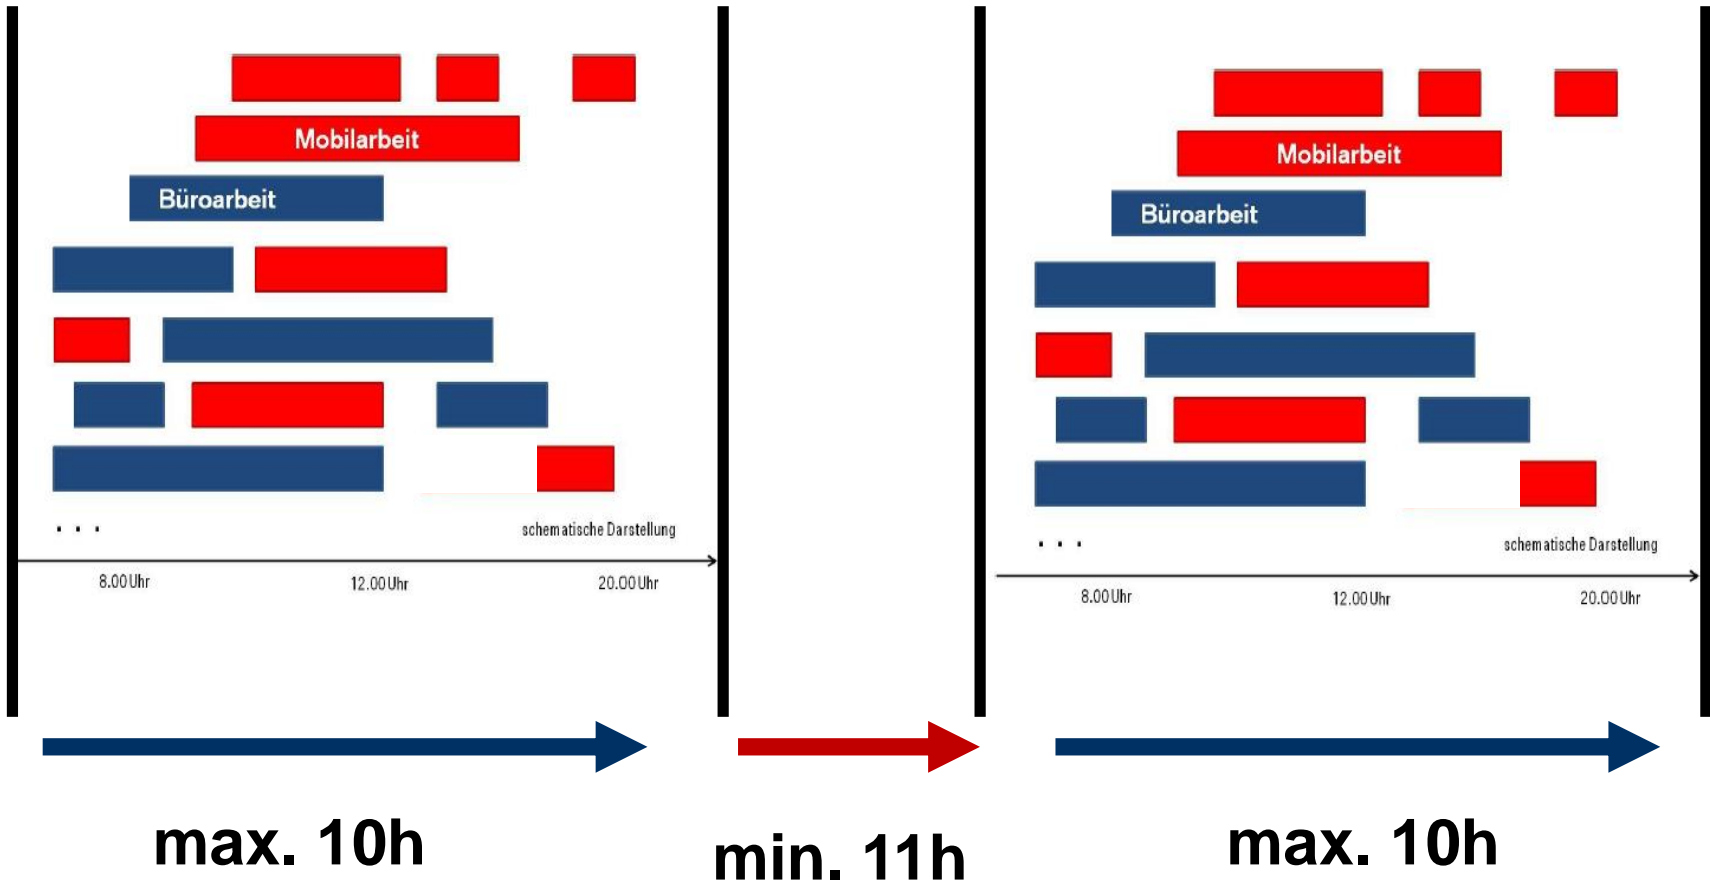 Mobilarbeit
Büroarbeit
. . .
schematische Darstellung
8.00 Uhr
12.00 Uhr
20.00 Uhr
Mobilarbeit
Büroarbeit
. . .
schematische Darstellung
8.00 Uhr
12.00 Uhr
20.00 Uhr
max. 10h
min. 11h
max. 10h